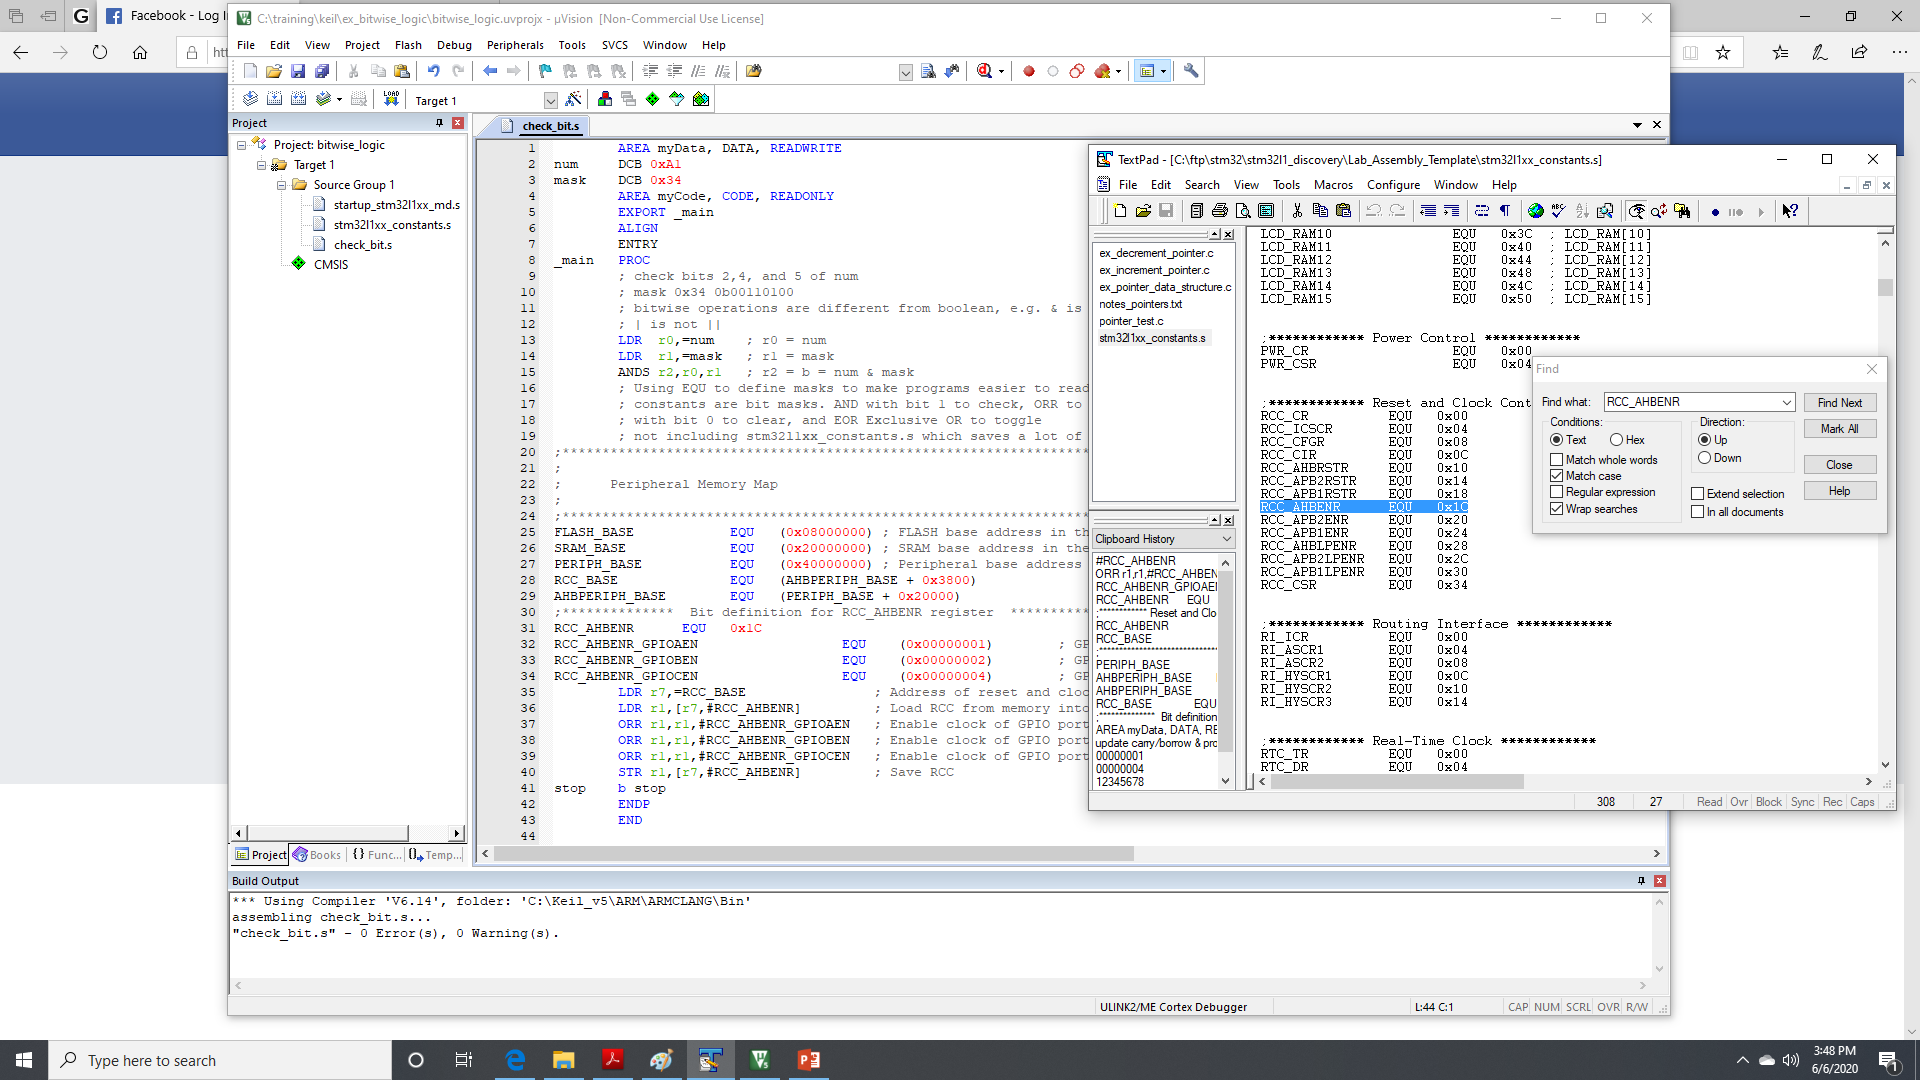 Facebook - Log I
htt
C:\training\keil\ex_bitwise_logic\bitwise_logic.uvprojx - µVision  [Non-Commercial Use License]
File Edit View Project Flash Debug Peripherals Tools SVCS Window Help
LOAD Target 1
Project
Project: bitwise_logic
Target 1
Source Group 1
startup_stm32l1xx_md.s
stm32l1xx_constants.s
check_bit.s
CMSIS
Project Books {} Func... Temp...
check_bit.s
1 AREA myData, DATA, READWRITE
2 num DCB 0xA1
3 mask DCB 0x34
4 AREA myCode, CODE, READONLY
5 EXPORT _main
6 ALIGN
7 ENTRY
8 _main PROC
9 ; check bits 2,4, and 5 of num
10 ; mask 0x34 0b00110100
11 ; bitwise operations are different from boolean, e.g. & is
12 ; | is not ||
13 LDR r0,=num ; r0 = num
14 LDR r1,=mask ; r1 = mask
15 ANDS r2,r0,r1 ; r2 = b = num & mask
16 ; Using EQU to define masks to make programs easier to read
17 ; constants are bit masks. AND with bit 1 to check, ORR to
18 ; with bit 0 to clear, and EOR Exclusive OR to toggle
19 ; not including stm32l1xx_constants.s which saves a lot of
20 ;******************************************************************
21 ;
22 ; Peripheral Memory Map
23 ;
24 ;******************************************************************
25 FLASH_BASE EQU (0x08000000) ; FLASH base address in the
26 SRAM_BASE EQU (0x20000000) ; SRAM base address in the
27 PERIPH_BASE EQU (0x40000000) ; Peripheral base address
28 RCC_BASE EQU (AHBPERIPH_BASE + 0x3800)
29 AHBPERIPH_BASE EQU (PERIPH_BASE + 0x20000)
30 ;************** Bit definition for RCC_AHBENR register **********
31 RCC_AHBENR EQU 0x1C
32 RCC_AHBENR_GPIOAEN EQU (0x00000001) ; GP
33 RCC_AHBENR_GPIOBEN EQU (0x00000002) ; GP
34 RCC_AHBENR_GPIOCEN EQU (0x00000004) ; GP
35 LDR r7,=RCC_BASE ; Address of reset and cloc
36 LDR r1,[r7,#RCC_AHBENR] ; Load RCC from memory into
37 ORR r1,r1,#RCC_AHBENR_GPIOAEN ; Enable clock of GPIO port
38 ORR r1,r1,#RCC_AHBENR_GPIOBEN ; Enable clock of GPIO port
39 ORR r1,r1,#RCC_AHBENR_GPIOCEN ; Enable clock of GPIO port
40 STR r1,[r7,#RCC_AHBENR] ; Save RCC
41 stop b stop
42 ENDP
43 END
44
Build Output
*** Using Compiler 'V6.14', folder: 'C:\Keil_v5\ARM\ARMCLANG\Bin'
assembling check_bit.s...
"check_bit.s" - 0 Error(s), 0 Warning(s).
ULINK2/ME Cortex Debugger L:44 C:1 CAP NUM SCRL OVR R/W
TextPad - [C:\ftp\stm32\stm32l1_discovery\Lab_Assembly_Template\stm32l1xx_constants.s]
File Edit Search View Tools Macros Configure Window Help
ex_decrement_pointer.c
ex_increment_pointer.c
ex_pointer_data_structure.c
notes_pointers.txt
pointer_test.c
stm32l1xx_constants.s
Clipboard History
#RCC_AHBENR
ORR r1,r1,#RCC_AHBEN
RCC_AHBENR_GPIOAEN
RCC_AHBENR EQU
;************ Reset and Clo
RCC_AHBENR
RCC_BASE
;****************************
PERIPH_BASE
AHBPERIPH_BASE
AHBPERIPH_BASE
RCC_BASE EQU
;************** Bit definition
AREA myData, DATA, RE
update carry/borrow & pro
00000001
00000004
12345678
LCD_RAM10 EQU 0x3C ; LCD_RAM[10]
LCD_RAM11 EQU 0x40 ; LCD_RAM[11]
LCD_RAM12 EQU 0x44 ; LCD_RAM[12]
LCD_RAM13 EQU 0x48 ; LCD_RAM[13]
LCD_RAM14 EQU 0x4C ; LCD_RAM[14]
LCD_RAM15 EQU 0x50 ; LCD_RAM[15]
;************ Power Control ************
PWR_CR EQU 0x00
PWR_CSR EQU 0x04
;************ Reset and Clock Cont
RCC_CR EQU 0x00
RCC_ICSCR EQU 0x04
RCC_CFGR EQU 0x08
RCC_CIR EQU 0x0C
RCC_AHBRSTR EQU 0x10
RCC_APB2RSTR EQU 0x14
RCC_APB1RSTR EQU 0x18
RCC_AHBENR EQU 0x1C
RCC_APB2ENR EQU 0x20
RCC_APB1ENR EQU 0x24
RCC_AHBLPENR EQU 0x28
RCC_APB2LPENR EQU 0x2C
RCC_APB1LPENR EQU 0x30
RCC_CSR EQU 0x34
;************ Routing Interface ************
RI_ICR EQU 0x00
RI_ASCR1 EQU 0x04
RI_ASCR2 EQU 0x08
RI_HYSCR1 EQU 0x0C
RI_HYSCR2 EQU 0x10
RI_HYSCR3 EQU 0x14
;************ Real-Time Clock ************
RTC_TR EQU 0x00
RTC_DR EQU 0x04
308 27 Read Ovr Block Sync Rec Caps
Find
Find what: RCC_AHBENR Find Next
Conditions: Direction: Mark All
Text Hex Up
Match whole words Down Close
Match case
Regular expression Extend selection Help
Wrap searches In all documents
Type here to search
3:48 PM
6/6/2020
1